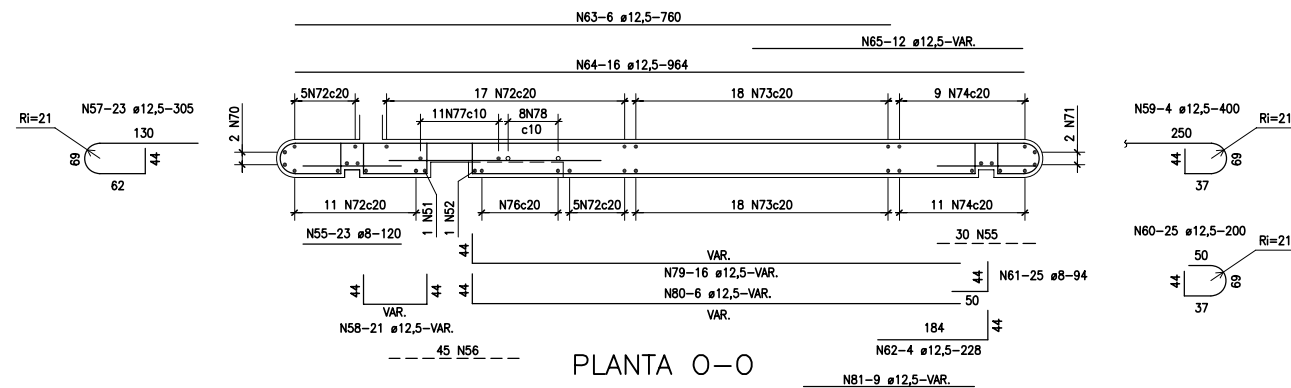 N63-6 ø12,5-760
N65-12 ø12,5-VAR.
N64-16 ø12,5-964
5N72c20
17 N72c20
18 N73c20
9 N74c20
N57-23 ø12,5-305
Ri=21
130
69
44
62
2 N70
11N77c10
8N78
c10
2 N71
N59-4 ø12,5-400
250
Ri=21
44
69
37
11 N72c20
1 N51
1 N52
N76c20
5N72c20
18 N73c20
11 N74c20
N55-23 ø8-120
30 N55
N60-25 ø12,5-200
50
Ri=21
44
69
37
44
VAR.
N79-16 ø12,5-VAR.
44
N61-25 ø8-94
50
44
44
VAR.
N58-21 ø12,5-VAR.
44
N80-6 ø12,5-VAR.
VAR.
184
44
N62-4 ø12,5-228
45 N56
PLANTA O-O
N81-9 ø12,5-VAR.